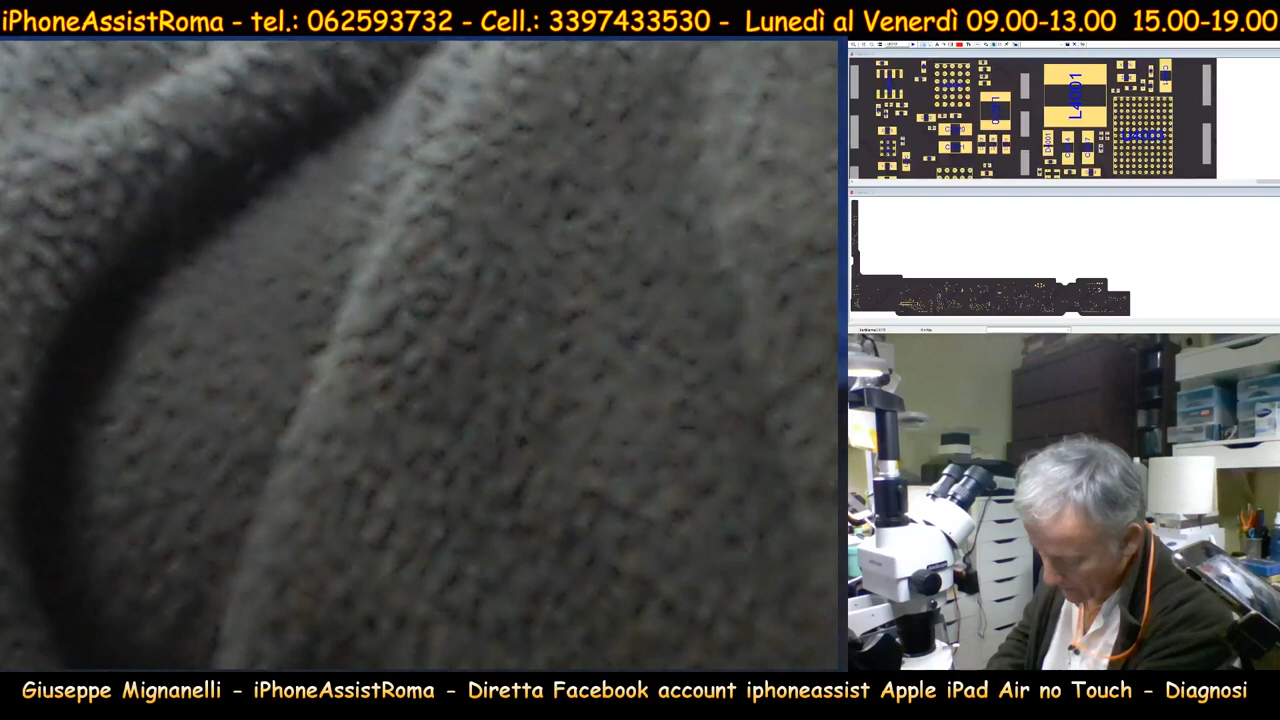 iPhoneAssistRoma - tel.: 062593732 - Cell.: 3397433530 - Lunedì al Venerdì 09.00-13.00 15.00-19.00
L4001
Giuseppe Mignanelli - iPhoneAssistRoma - Diretta Facebook account iphoneassist Apple iPad Air no Touch - Diagnosi